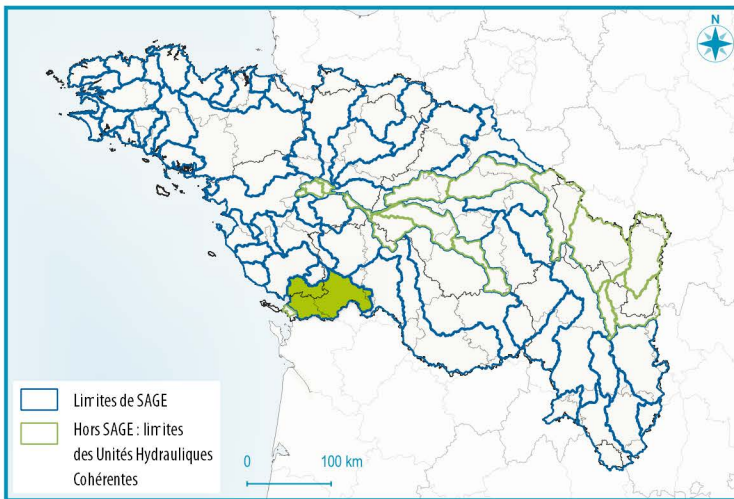 N
Limites de SAGE
Hors SAGE : limites
des Unités Hydrauliques
Cohérentes
0 100 km